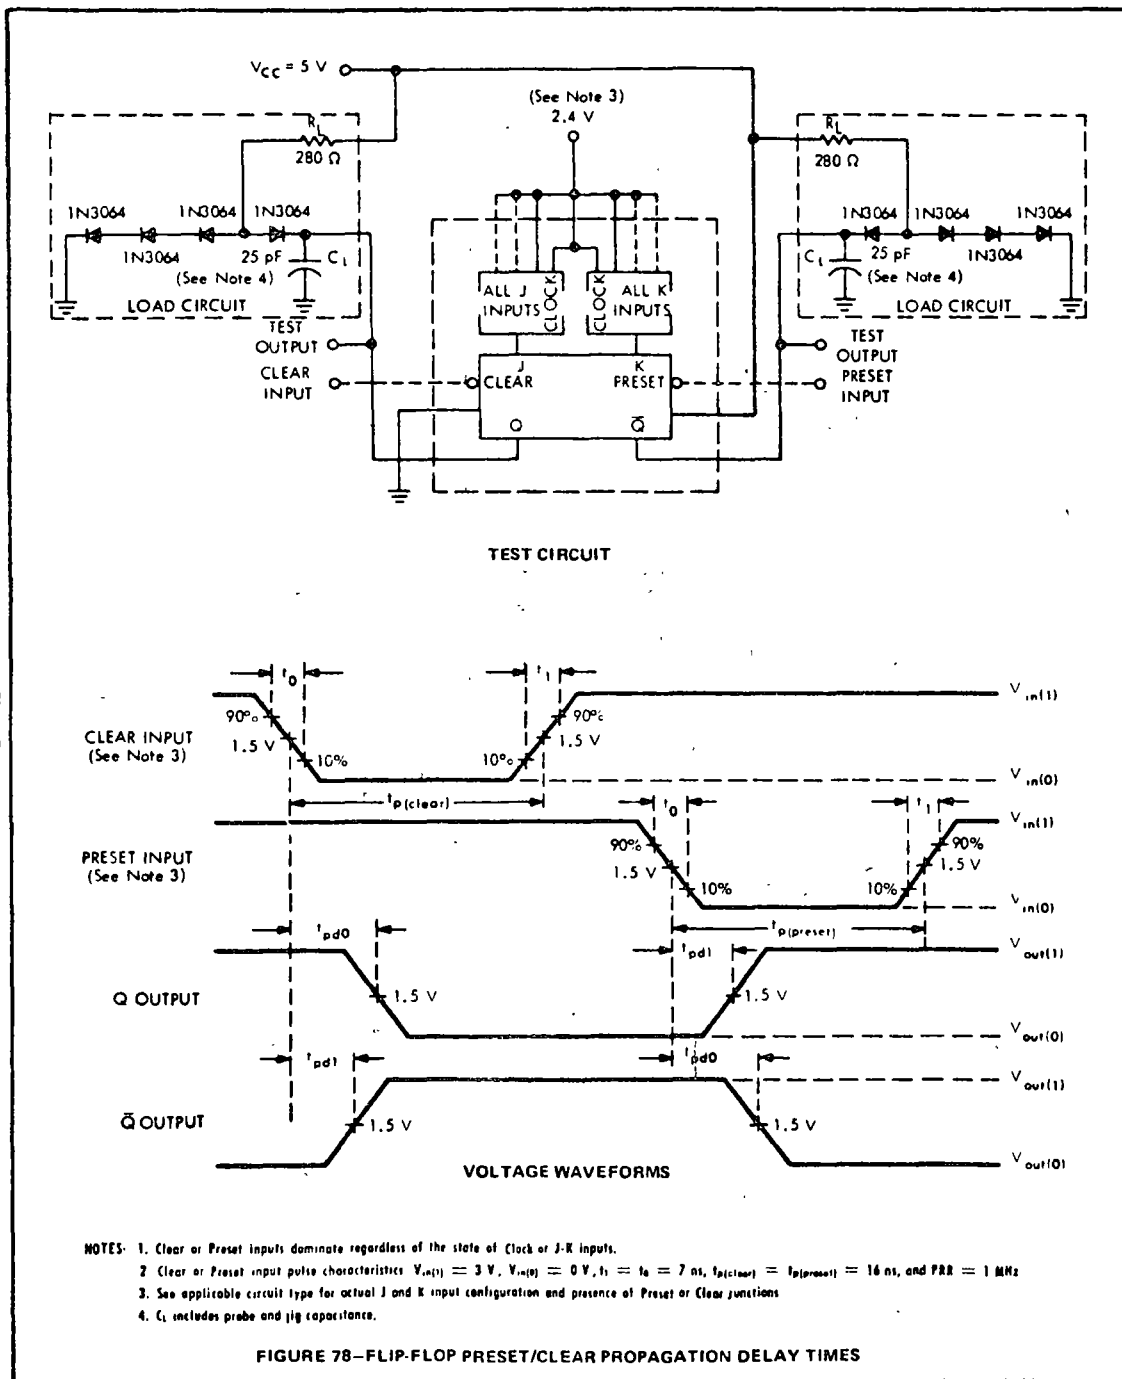 VCC = 5 V
(See Note 3)
2.4 V
RL
280 Ω
RL
280 Ω
1N3064
1N3064
1N3064
1N3064
25 pF
CL
(See Note 4)
LOAD CIRCUIT
1N3064
1N3064
1N3064
1N3064
CL
25 pF
(See Note 4)
LOAD CIRCUIT
ALL J
INPUTS
CLOCK
CLOCK
ALL K
INPUTS
TEST
OUTPUT
CLEAR
INPUT
TEST
OUTPUT
PRESET
INPUT
J
K
CLEAR
PRESET
Q
Q̄
TEST CIRCUIT
t0
t1
Vin(1)
90%
90%
CLEAR INPUT
(See Note 3)
1.5 V
1.5 V
10%
10%
Vin(0)
tp(clear)
t0
t1
Vin(1)
PRESET INPUT
(See Note 3)
90%
90%
1.5 V
1.5 V
10%
10%
Vin(0)
tp(preset)
tpd0
tpd1
Vout(1)
Q OUTPUT
1.5 V
1.5 V
Vout(0)
tpd1
tpd0
Vout(1)
Q̄ OUTPUT
1.5 V
1.5 V
Vout(0)
VOLTAGE WAVEFORMS
NOTES: 1. Clear or Preset inputs dominate regardless of the state of Clock or J-K inputs.
2 Clear or Preset input pulse characteristics Vin(1) = 3 V, Vin(0) = 0 V, t1 = t0 = 7 ns, tp(clear) = tp(preset) = 16 ns, and PRR = 1 MHz
3. See applicable circuit type for actual J and K input configuration and presence of Preset or Clear junctions
4. CL includes probe and jig capacitance.
FIGURE 78–FLIP-FLOP PRESET/CLEAR PROPAGATION DELAY TIMES